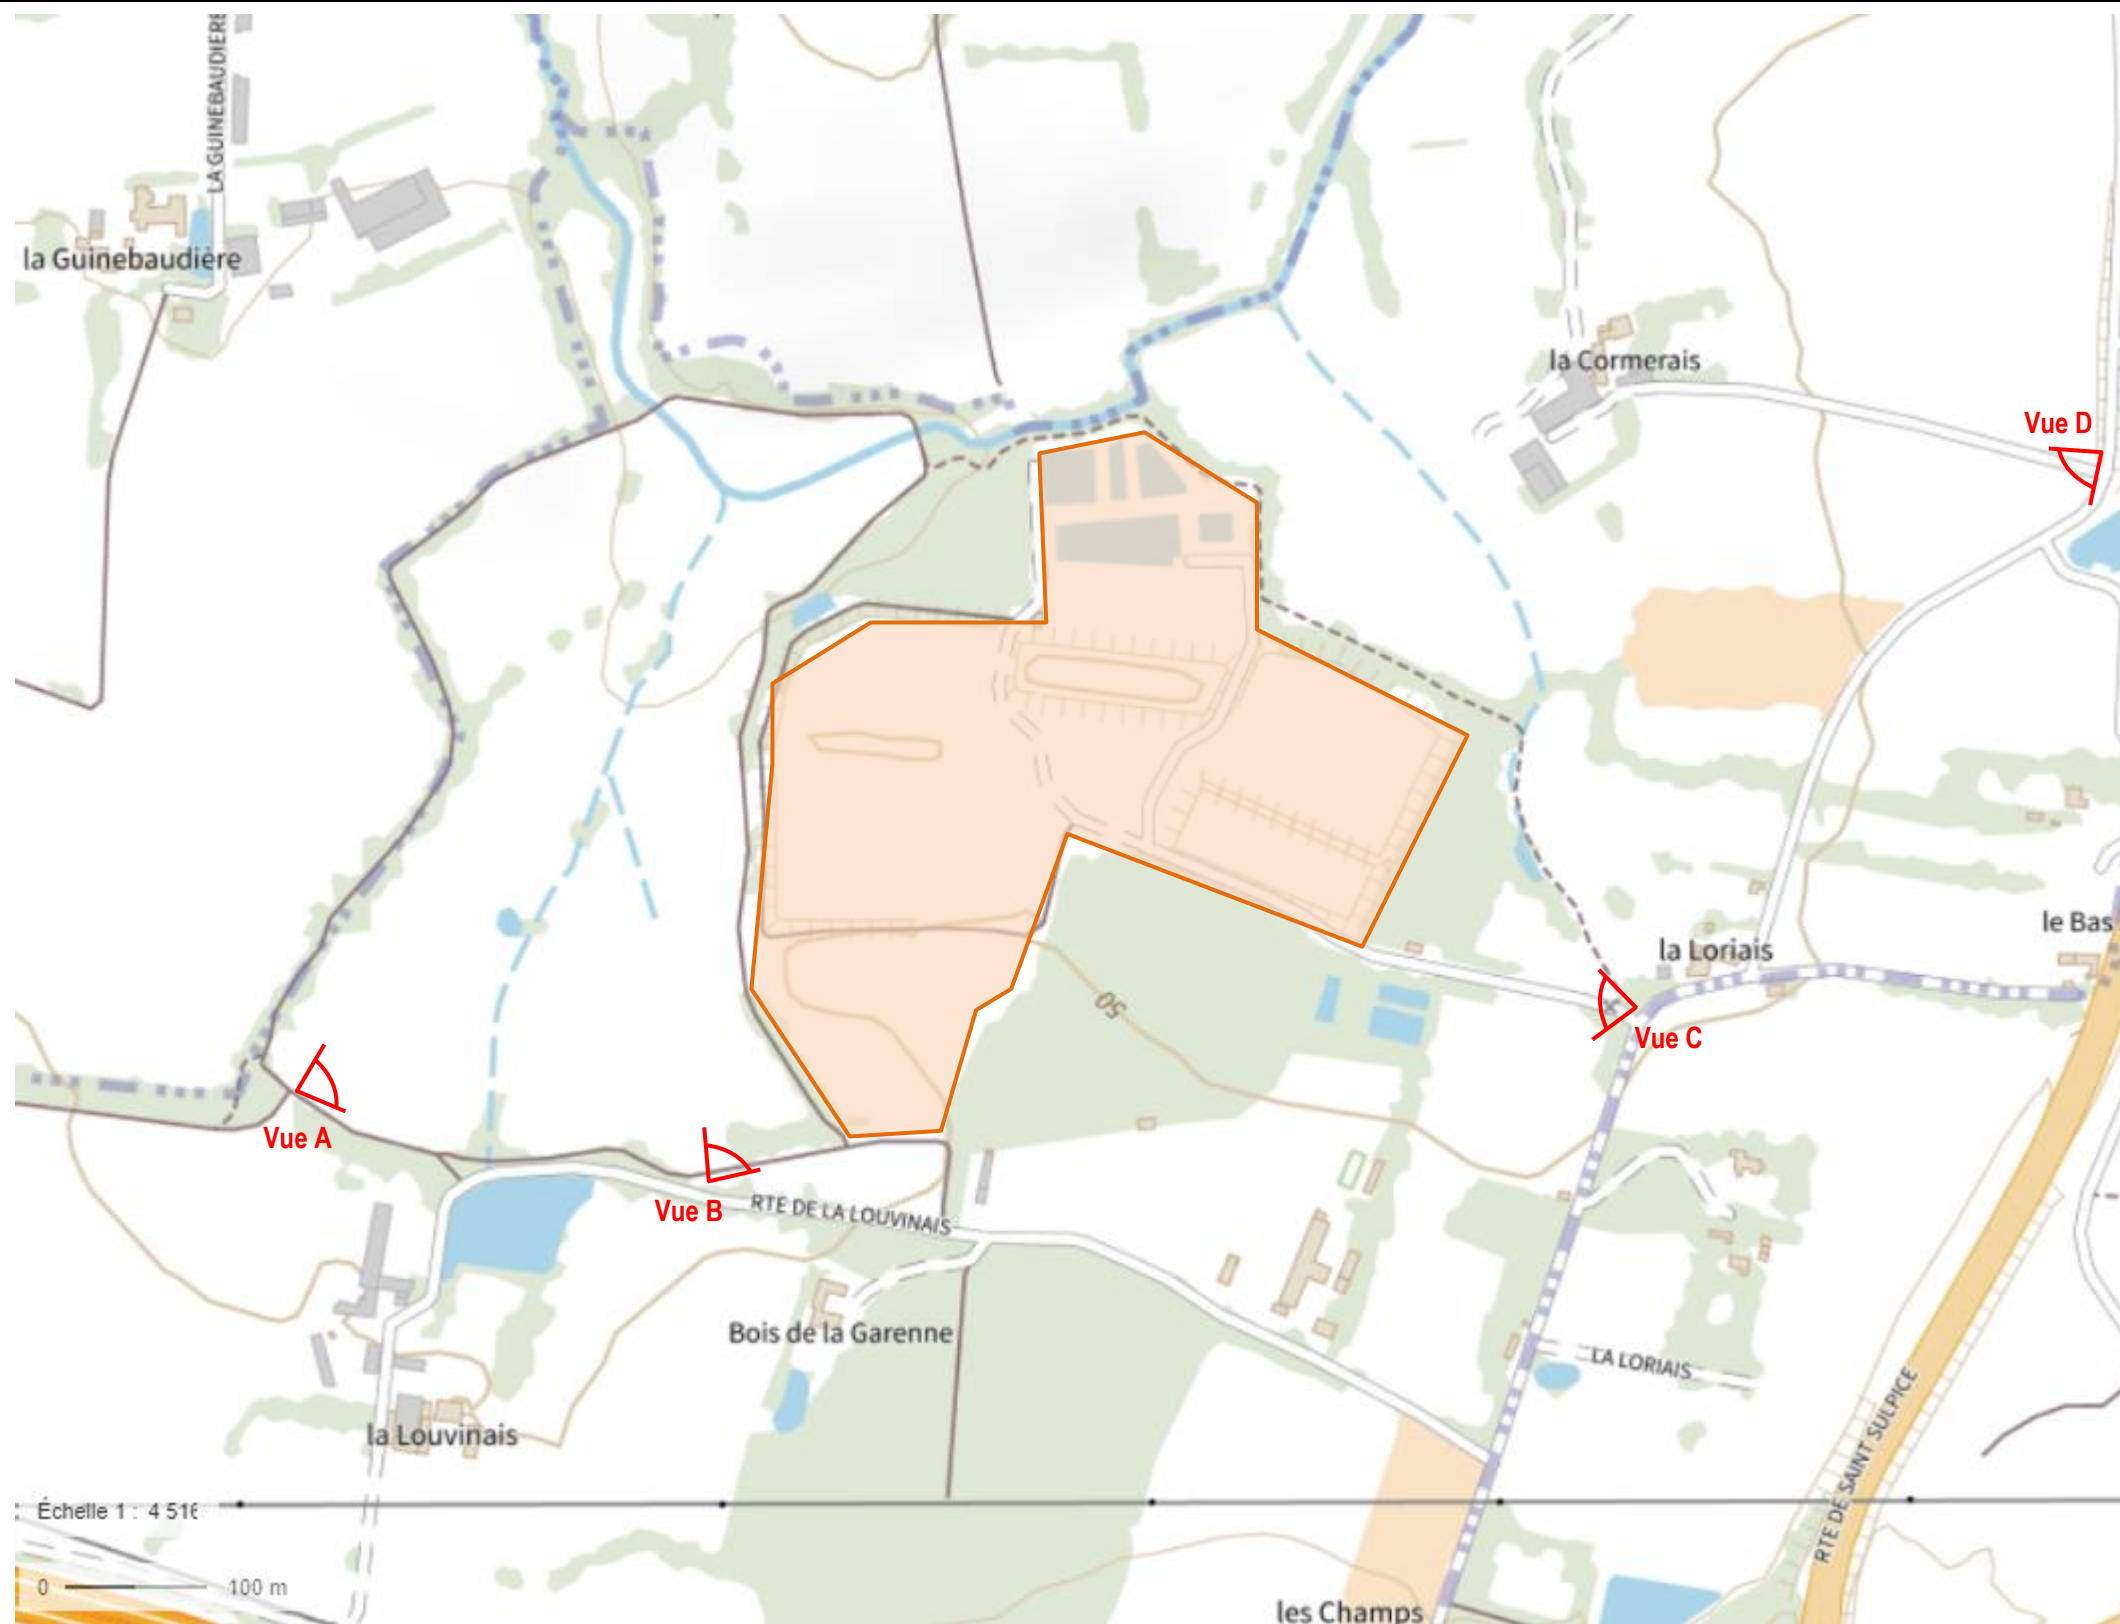 LA GUINEBAUDIERE
la Guinebaudière
la Cormerais
Vue D
la Loriais
le Bas
50
Vue C
Vue A
Vue B
RTE DE LA LOUVINAIS
Bois de la Garenne
LA LORIAIS
la Louvinais
RTE DE SAINT SULPICE
Échelle 1 : 4 516
0 100 m
les Champs